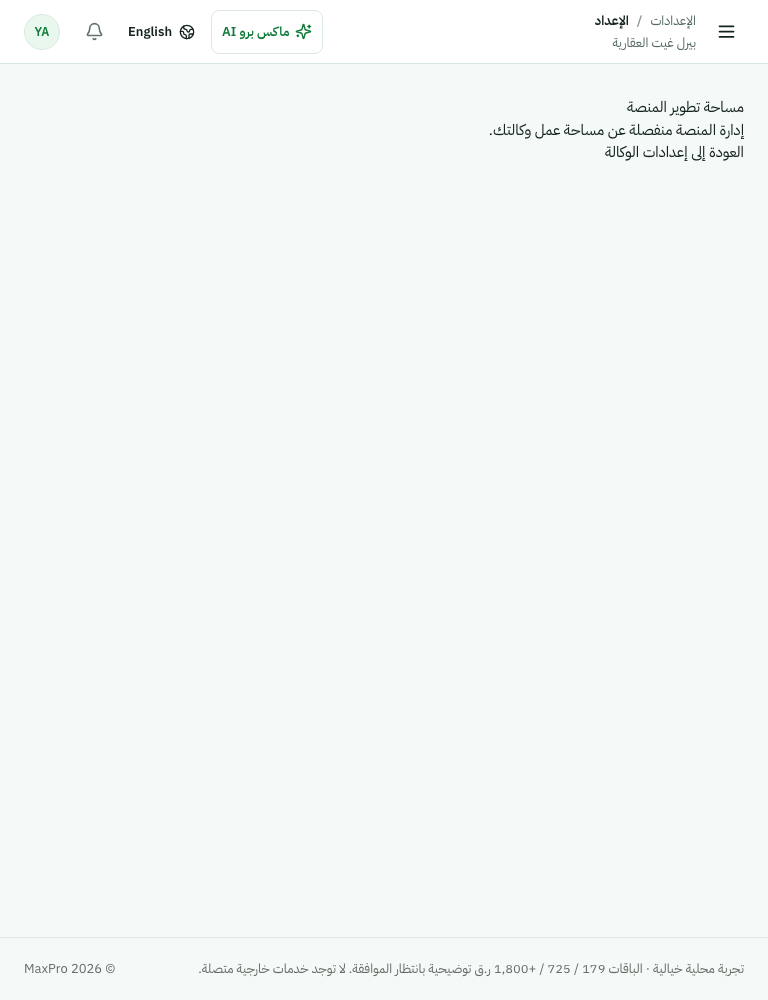 الإعدادات / الإعداد
بيرل غيت العقارية
ماكس برو AI
English
YA
مساحة تطوير المنصة
إدارة المنصة منفصلة عن مساحة عمل وكالتك.
العودة إلى إعدادات الوكالة
تجربة محلية خيالية · الباقات 179 / 725 / +1,800 ر.ق توضيحية بانتظار الموافقة. لا توجد خدمات خارجية متصلة.
© 2026 MaxPro